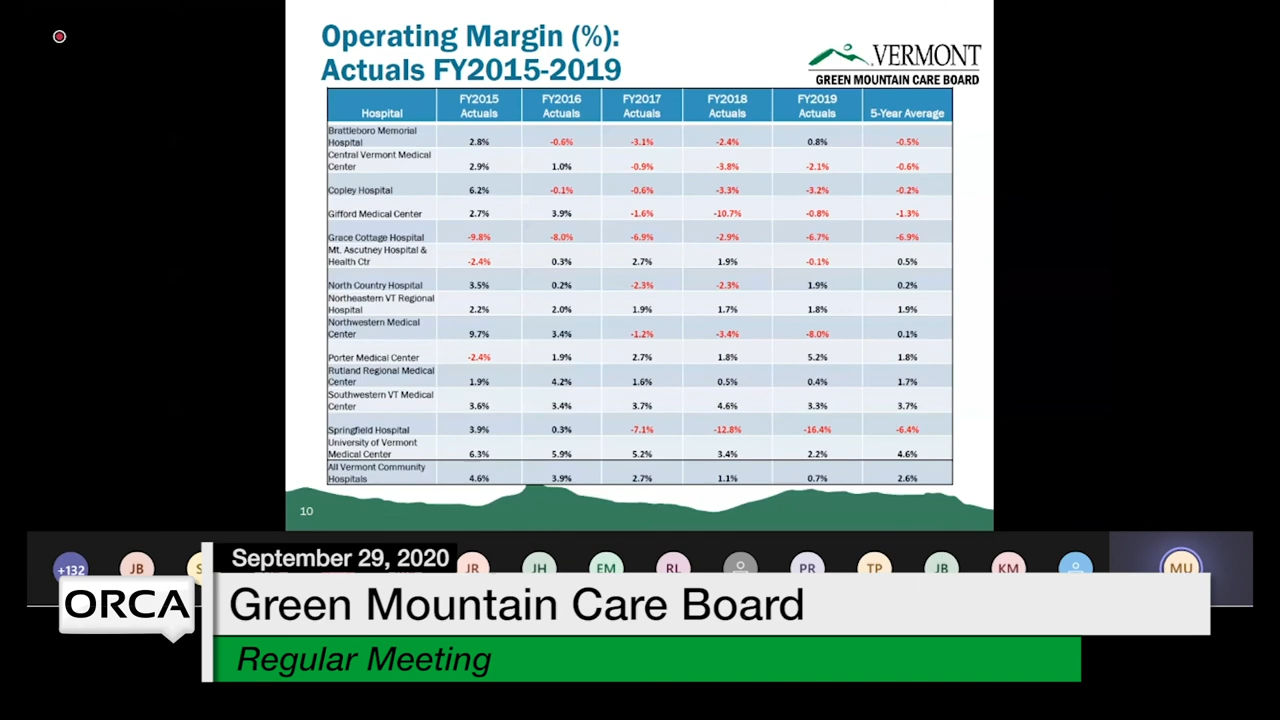 Operating Margin (%):
Actuals FY2015-2019
VERMONT
GREEN MOUNTAIN CARE BOARD
Hospital FY2015 Actuals FY2016 Actuals FY2017 Actuals FY2018 Actuals FY2019 Actuals 5-Year Average
Brattleboro Memorial Hospital 2.8% -0.6% -3.1% -2.4% 0.8% -0.5%
Central Vermont Medical Center 2.9% 1.0% -0.9% -3.8% -2.1% -0.6%
Copley Hospital 6.2% -0.1% -0.6% -3.3% -3.2% -0.2%
Gifford Medical Center 2.7% 3.9% -1.6% -10.7% -0.8% -1.3%
Grace Cottage Hospital -9.8% -8.0% -6.9% -2.9% -6.7% -6.9%
Mt. Ascutney Hospital & Health Ctr -2.4% 0.3% 2.7% 1.9% -0.1% 0.5%
North Country Hospital 3.5% 0.2% -2.3% -2.3% 1.9% 0.2%
Northeastern VT Regional Hospital 2.2% 2.0% 1.9% 1.7% 1.8% 1.9%
Northwestern Medical Center 9.7% 3.4% -1.2% -3.4% -8.0% 0.1%
Porter Medical Center -2.4% 1.9% 2.7% 1.8% 5.2% 1.8%
Rutland Regional Medical Center 1.9% 4.2% 1.6% 0.5% 0.4% 1.7%
Southwestern VT Medical Center 3.6% 3.4% 3.7% 4.6% 3.3% 3.7%
Springfield Hospital 3.9% 0.3% -7.1% -12.8% -16.4% -6.4%
University of Vermont Medical Center 6.3% 5.9% 5.2% 3.4% 2.2% 4.6%
All Vermont Community Hospitals 4.6% 3.9% 2.7% 1.1% 0.7% 2.6%
10
+132 JB S JR JH EM RL PR TP JB KM MU
September 29, 2020
ORCA
Green Mountain Care Board
Regular Meeting